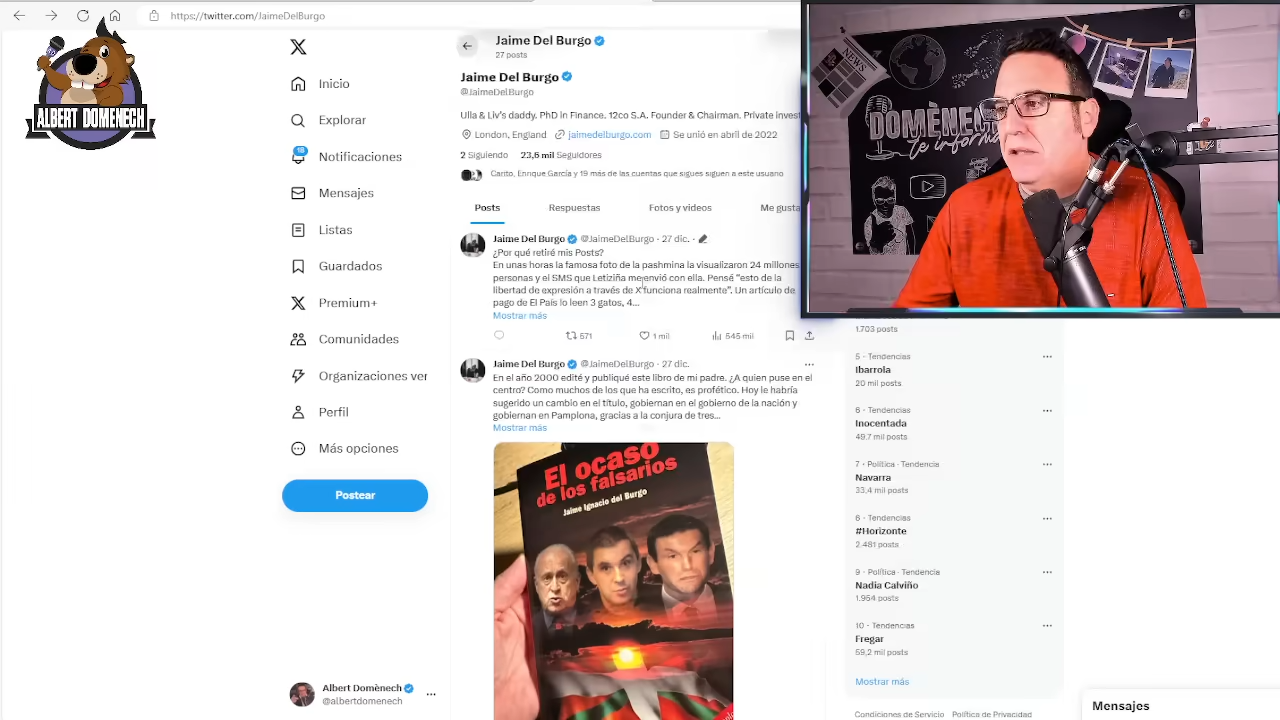 https://twitter.com/JaimeDelBurgo
ALBERT DOMÈNECH
Inicio
Explorar
18
Notificaciones
Mensajes
Listas
Guardados
Premium+
Comunidades
Organizaciones ver
Perfil
Más opciones
Postear
Albert Domènech
@albertdomenech
Jaime Del Burgo
27 posts
Jaime Del Burgo
@JaimeDelBurgo
Ulla & Liv's daddy. PhD in Finance. 12co S.A. Founder & Chairman. Private invest
London, England jaimedelburgo.com Se unió en abril de 2022
2 Siguiendo 23,6 mil Seguidores
Carito, Enrique García y 19 más de las cuentas que sigues siguen a este usuario
Posts Respuestas Fotos y videos Me gusta
Jaime Del Burgo @JaimeDelBurgo · 27 dic. ·
¿Por qué retiré mis Posts?
En unas horas la famosa foto de la pashmina la visualizaron 24 millones
personas y el SMS que Letiziña me envió con ella. Pensé "esto de la
libertad de expresión a través de X funciona realmente". Un artículo de
pago de El País lo leen 3 gatos, 4...
Mostrar más
571 1 mil 545 mil
Jaime Del Burgo @JaimeDelBurgo · 27 dic.
En el año 2000 edité y publiqué este libro de mi padre. ¿A quien puse en el
centro? Como muchos de los que ha escrito, es profético. Hoy le habría
sugerido un cambio en el título, gobiernan en el gobierno de la nación y
gobiernan en Pamplona, gracias a la conjura de tres...
Mostrar más
El ocaso
de los falsarios
Jaime Ignacio del Burgo
NEWS
DOMÈNE
te informa
1.703 posts
5 · Tendencias
Ibarrola
20 mil posts
6 · Tendencias
Inocentada
49,7 mil posts
7 · Política · Tendencia
Navarra
33,4 mil posts
6 · Tendencias
#Horizonte
2.481 posts
9 · Política · Tendencia
Nadia Calviño
1.954 posts
10 · Tendencias
Fregar
59,2 mil posts
Mostrar más
Condiciones de Servicio Política de Privacidad
Mensajes